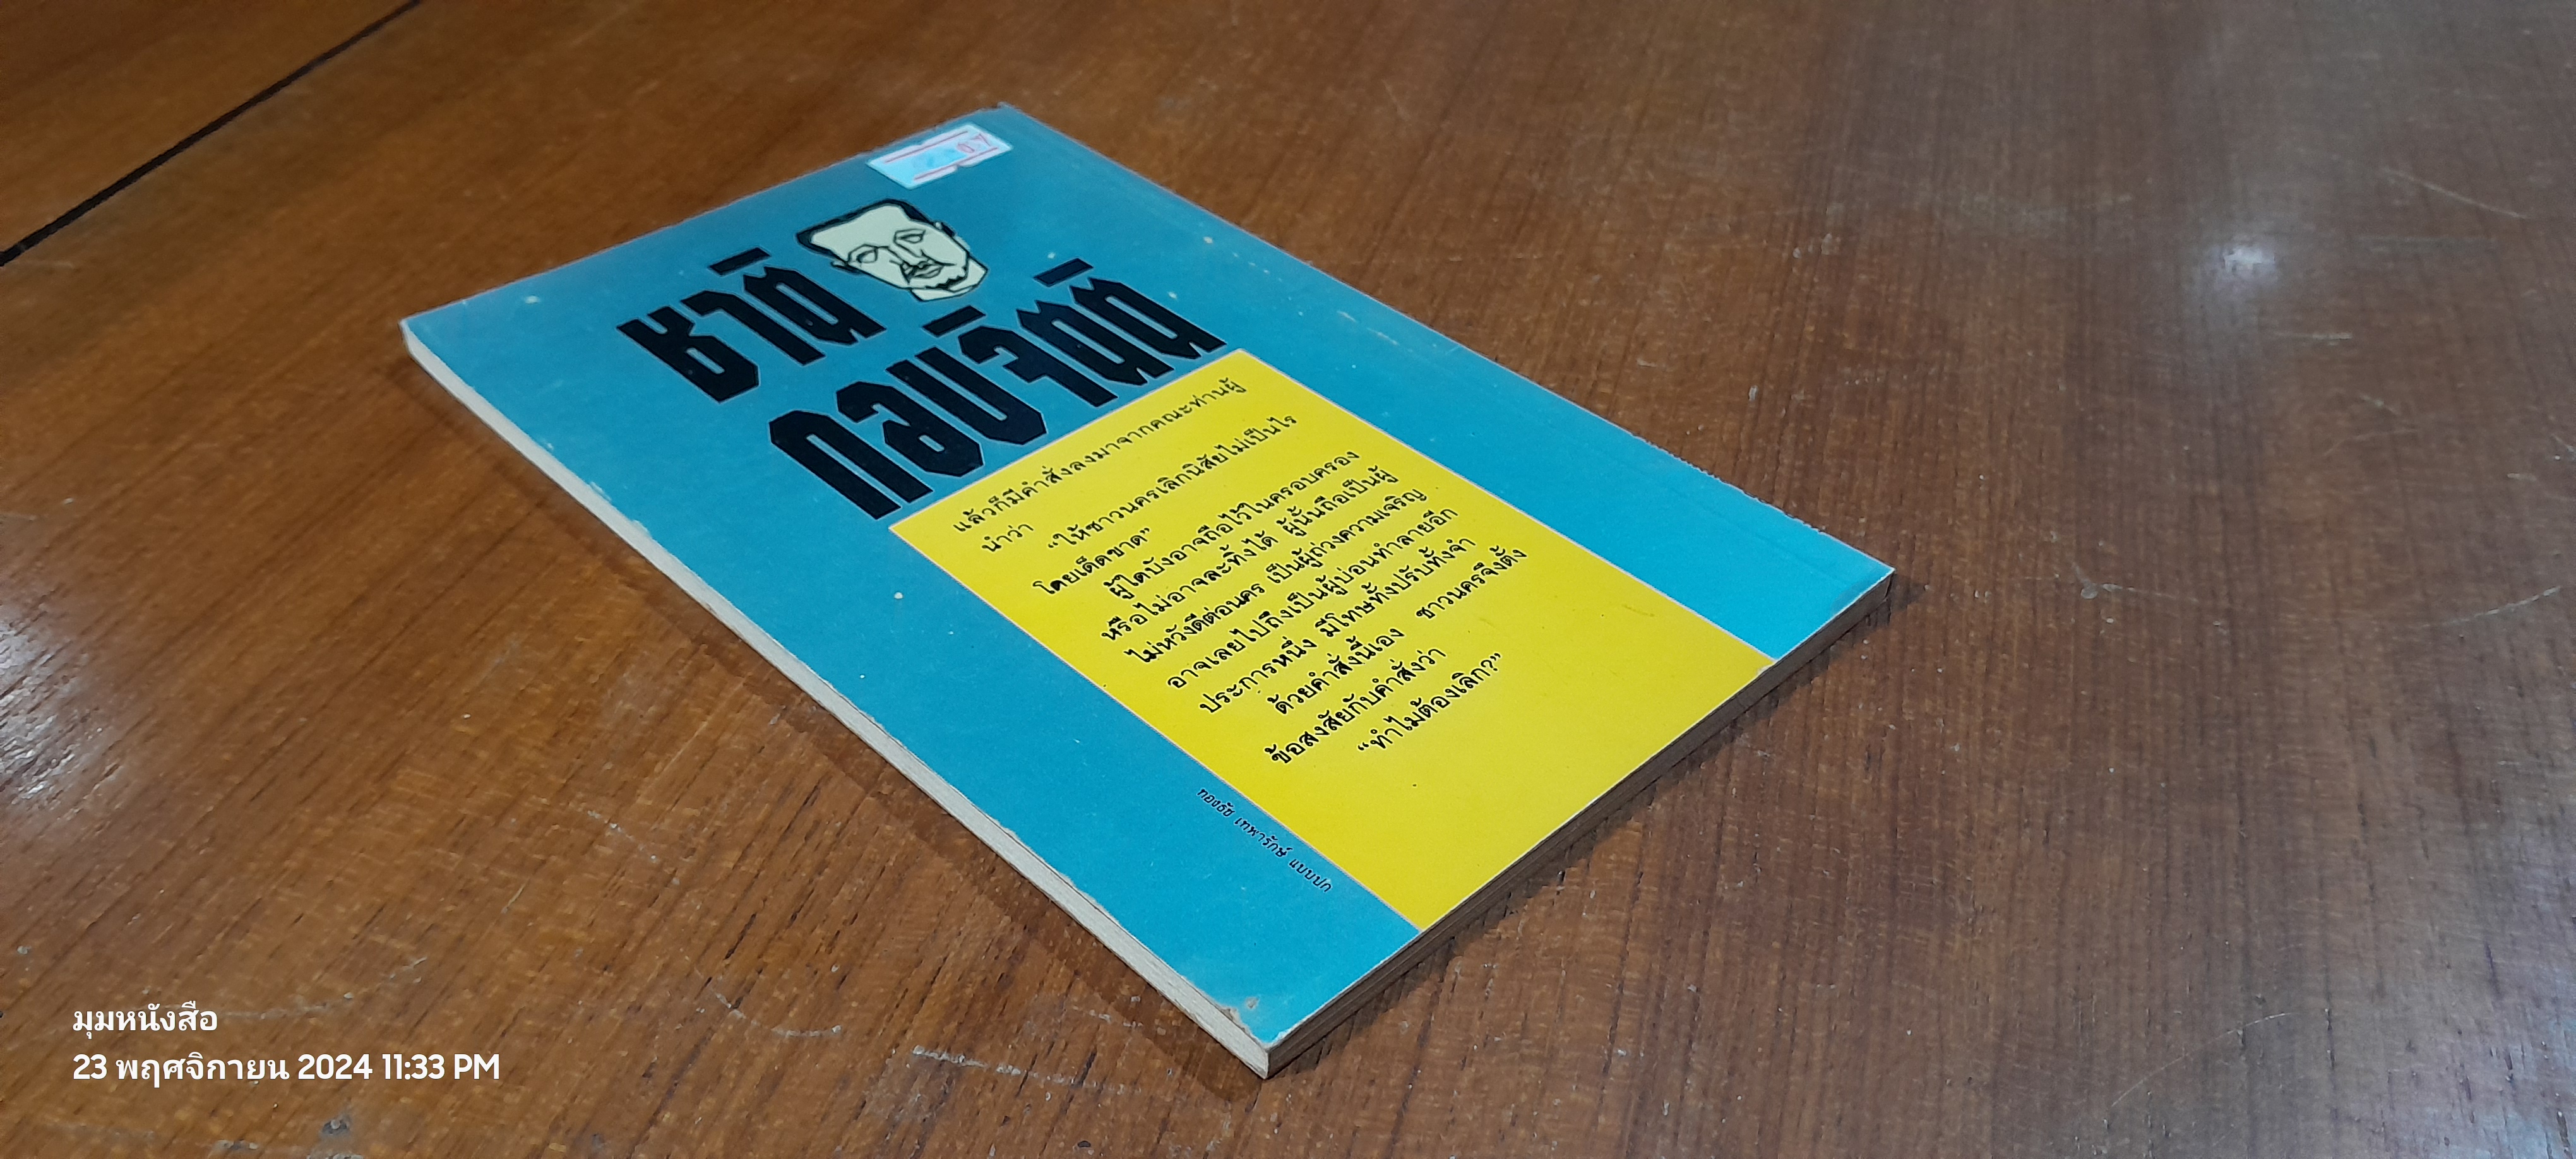 ชาติ
กอบจิตติ
แล้วก็มีคำสั่งลงมาจากคณะท่านผู้
นำว่า
“ให้ชาวนครเลิกนิสัยไม่เป็นไร
โดยเด็ดขาด”
ผู้ใดบังอาจถือไว้ในครอบครอง
หรือไม่อาจละทิ้งได้ ผู้นั้นถือเป็นผู้
ไม่หวังดีต่อนคร เป็นผู้ถ่วงความเจริญ
อาจเลยไปถึงเป็นผู้บ่อนทำลายอีก
ประการหนึ่ง มีโทษทั้งปรับทั้งจำ
ด้วยคำสั่งนี้เอง ชาวนครจึงตั้ง
ข้อสงสัยกับคำสั่งว่า
“ทำไมต้องเลิก?”
ทองธัช เทพารักษ์ แบบปก
มุมหนังสือ
23 พฤศจิกายน 2024 11:33 PM